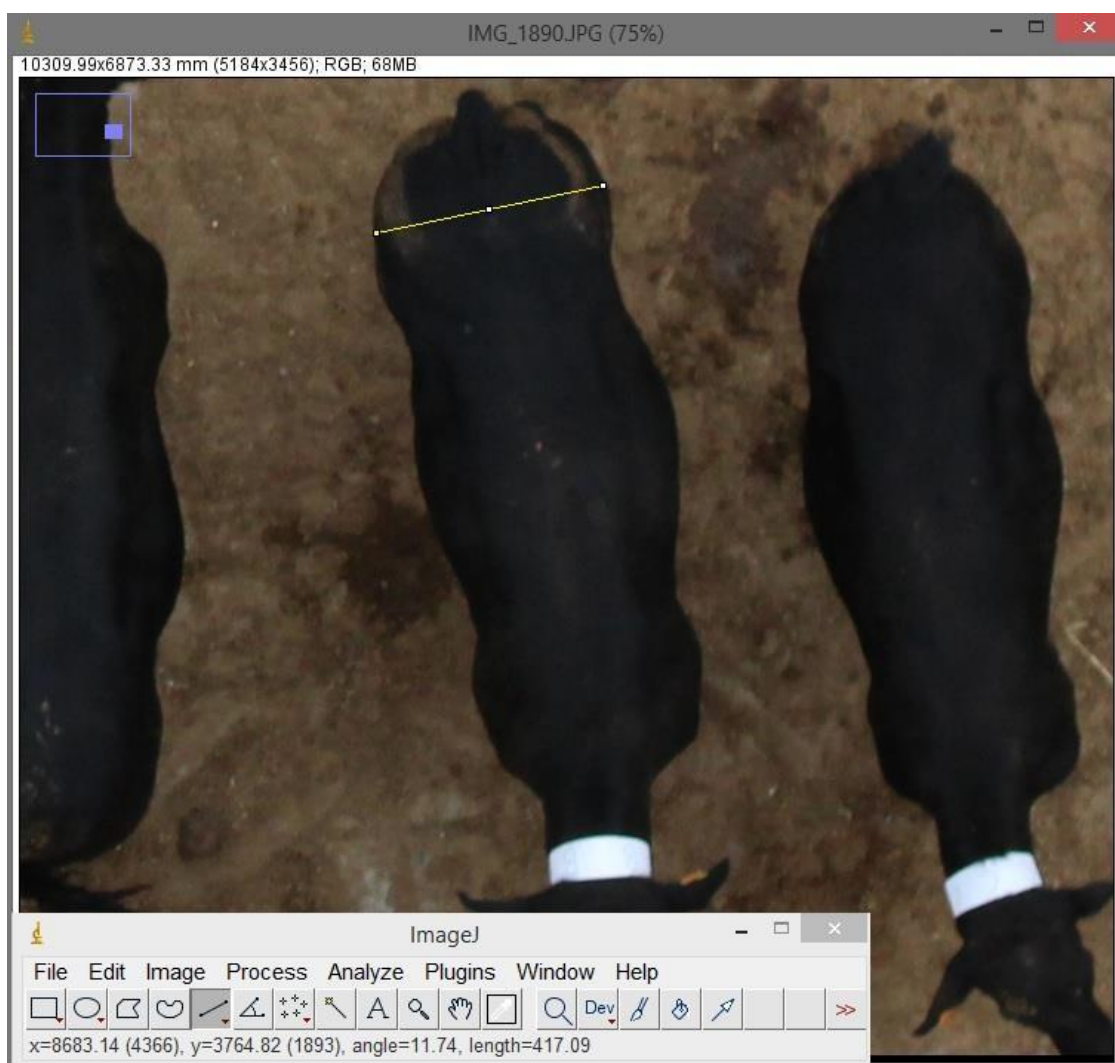 IMG_1890.JPG (75%)
10309.99x6873.33 mm (5184x3456); RGB; 68MB
ImageJ
File Edit Image Process Analyze Plugins Window Help
A Dev >>
x=8683.14 (4366), y=3764.82 (1893), angle=11.74, length=417.09